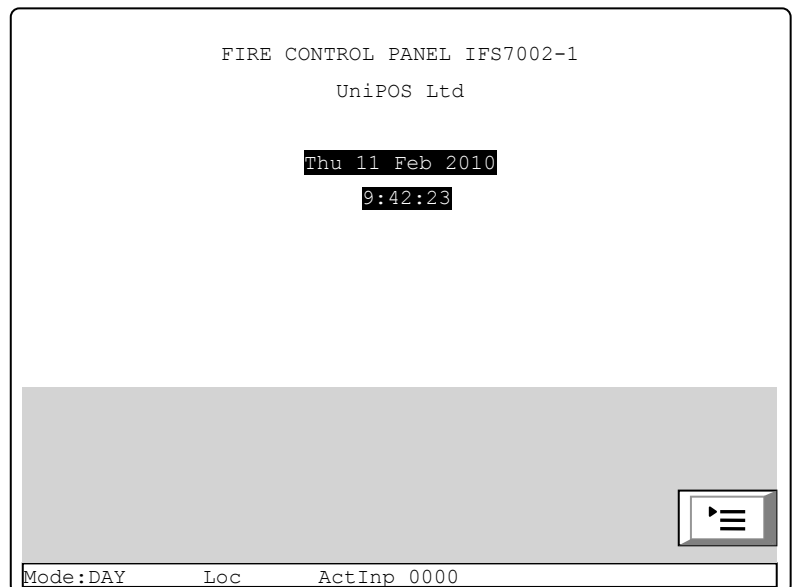 FIRE CONTROL PANEL IFS7002-1
UniPOS Ltd
Thu 11 Feb 2010
9:42:23
Mode:DAY Loc ActInp 0000